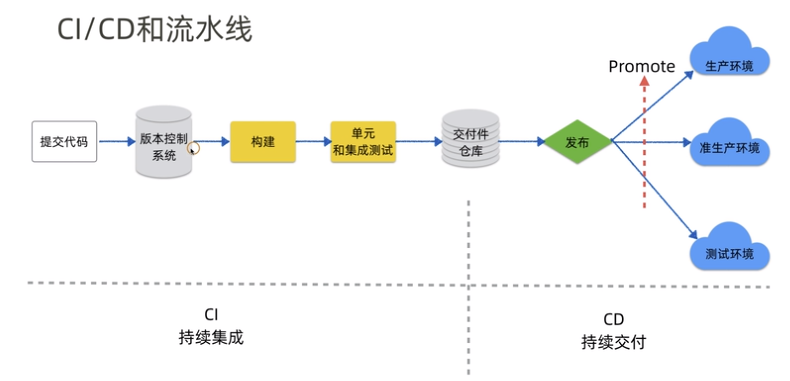 CI/CD和流水线
Promote
生产环境
提交代码
版本控制
系统
构建
单元
和集成测试
交付件
仓库
发布
准生产环境
测试环境
CI
持续集成
CD
持续交付